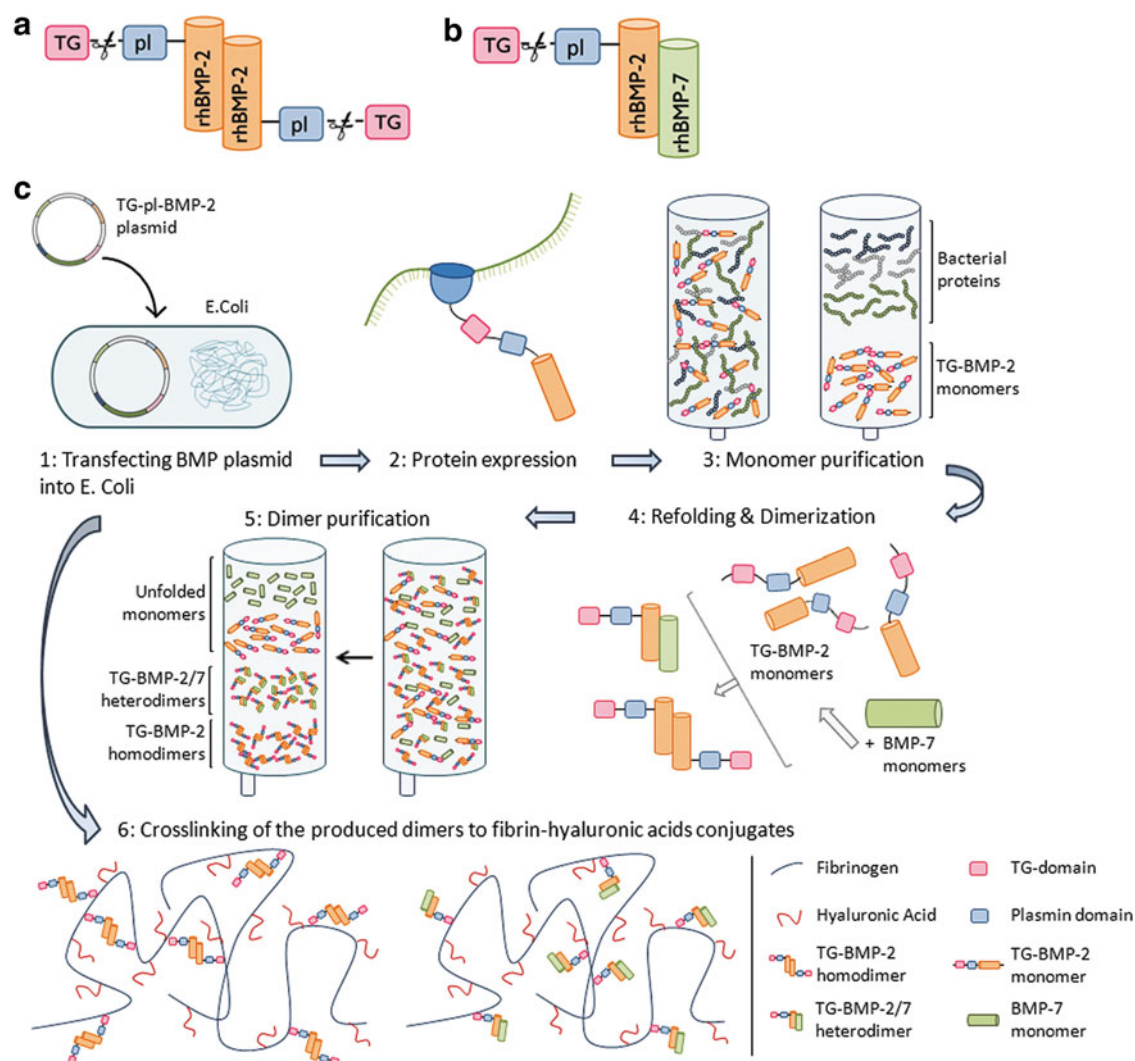 a
TG
pl
rhBMP-2
rhBMP-2
pl
TG
b
TG
pl
rhBMP-2
rhBMP-7
c
TG-pl-BMP-2
plasmid
E.Coli
Bacterial
proteins
TG-BMP-2
monomers
1: Transfecting BMP plasmid
into E. Coli
2: Protein expression
3: Monomer purification
4: Refolding & Dimerization
5: Dimer purification
Unfolded
monomers
TG-BMP-2/7
heterodimers
TG-BMP-2
homodimers
TG-BMP-2
monomers
+ BMP-7
monomers
6: Crosslinking of the produced dimers to fibrin-hyaluronic acids conjugates
Fibrinogen
TG-domain
Hyaluronic Acid
Plasmin domain
TG-BMP-2
homodimer
TG-BMP-2
monomer
TG-BMP-2/7
heterodimer
BMP-7
monomer